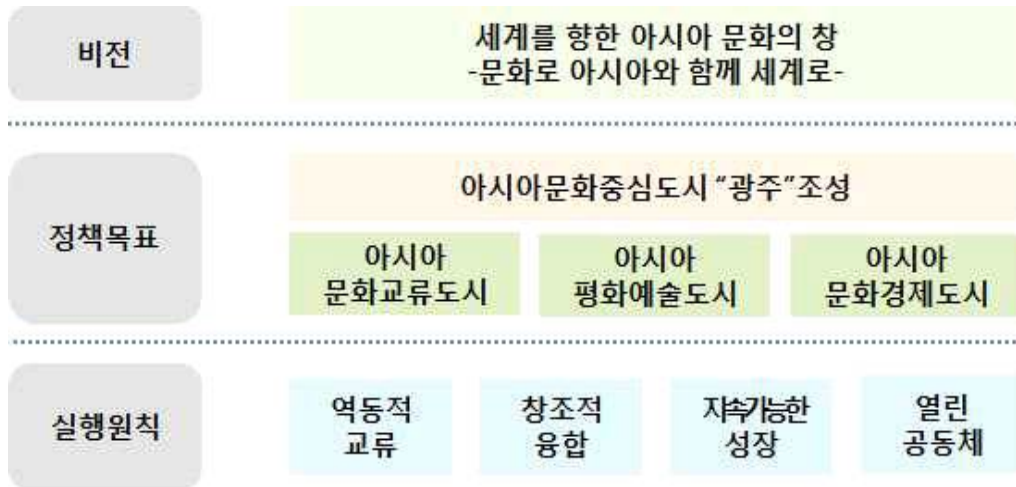 비전
세계를 향한 아시아 문화의 창
-문화로 아시아와 함께 세계로-
정책목표
아시아문화중심도시 “광주”조성
아시아
문화교류도시
아시아
평화예술도시
아시아
문화경제도시
실행원칙
역동적
교류
창조적
융합
지속가능한
성장
열린
공동체